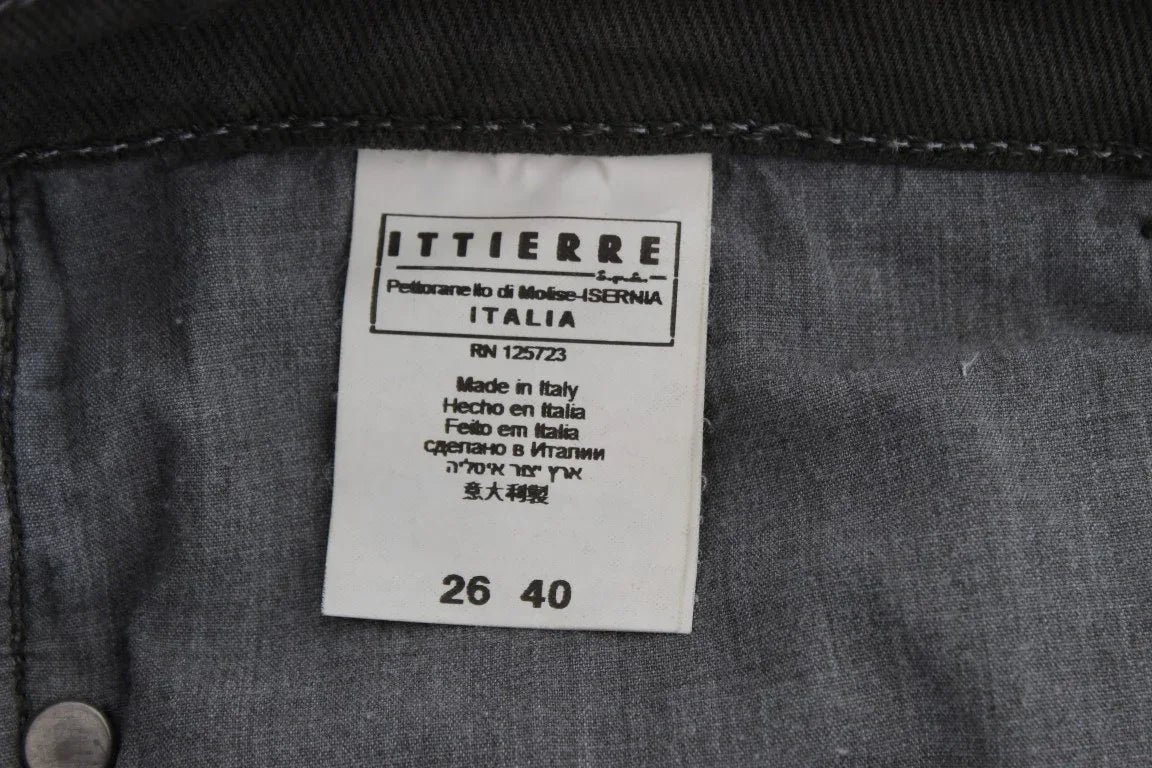 ITTIERRE
S.p.A.
Pettoranello di Molise-ISERNIA
ITALIA
RN 125723
Made in Italy
Hecho en Italia
Feito em Italia
сделано в Италии
ארץ יצור איטליה
意大利製
26 40